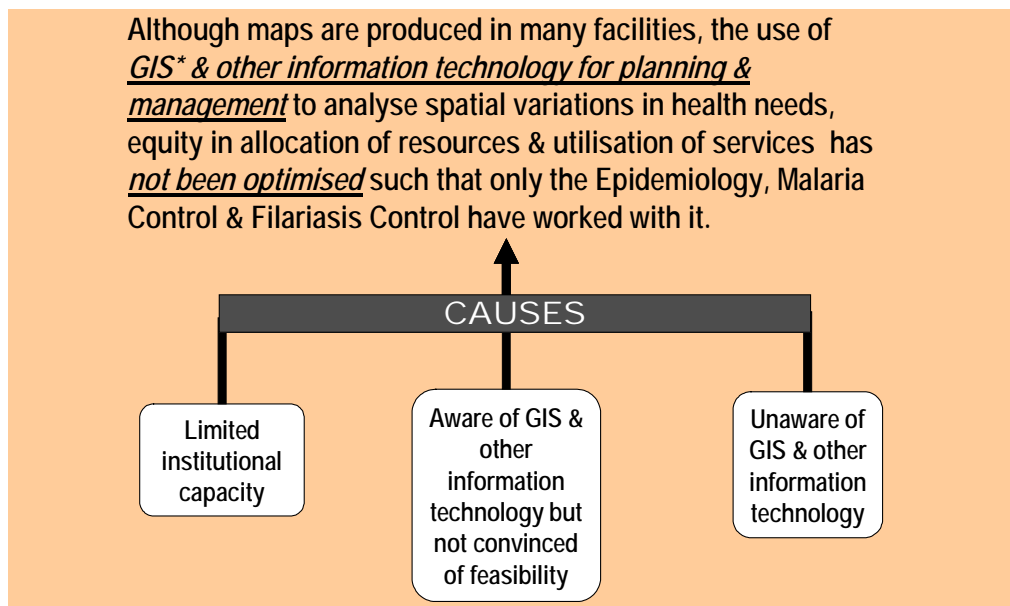 Although maps are produced in many facilities, the use of
GIS* & other information technology for planning &
management to analyse spatial variations in health needs,
equity in allocation of resources & utilisation of services has
not been optimised such that only the Epidemiology, Malaria
Control & Filariasis Control have worked with it.
CAUSES
Limited
institutional
capacity
Aware of GIS &
other
information
technology but
not convinced
of feasibility
Unaware of
GIS & other
information
technology